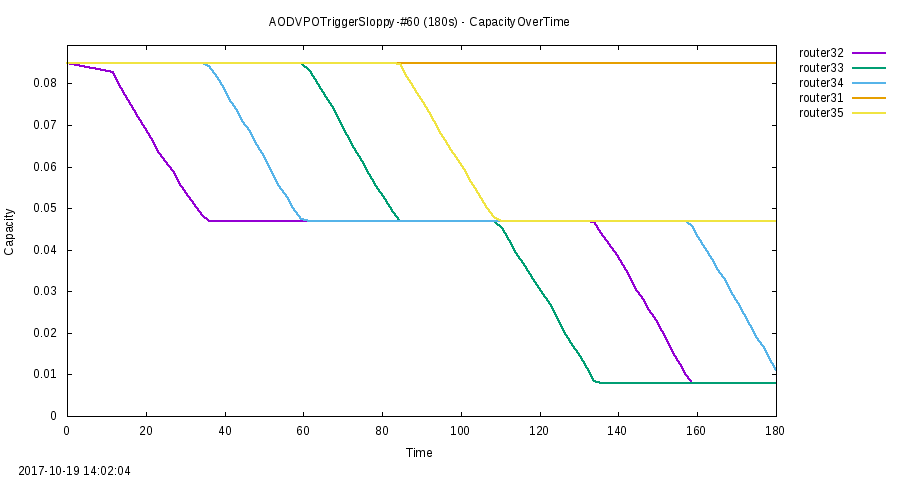 AODVPOTriggerSloppy-#60 (180s) - CapacityOverTime
router32
router33
router34
router31
router35
0.08
0.07
0.06
0.05
0.04
0.03
0.02
0.01
0
Capacity
0 20 40 60 80 100 120 140 160 180
Time
2017-10-19 14:02:04